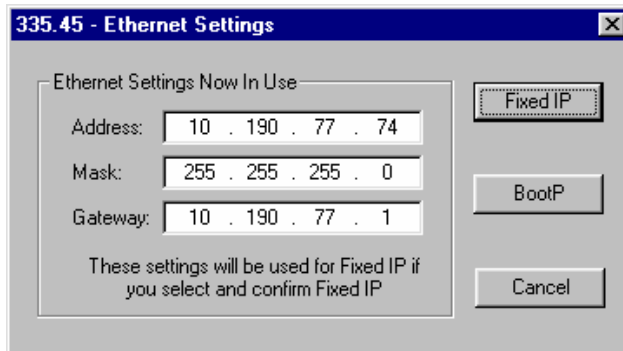 335.45 - Ethernet Settings
Ethernet Settings Now In Use
Fixed IP
Address: 10 . 190 . 77 . 74
Mask: 255 . 255 . 255 . 0
BootP
Gateway: 10 . 190 . 77 . 1
These settings will be used for Fixed IP if
you select and confirm Fixed IP
Cancel